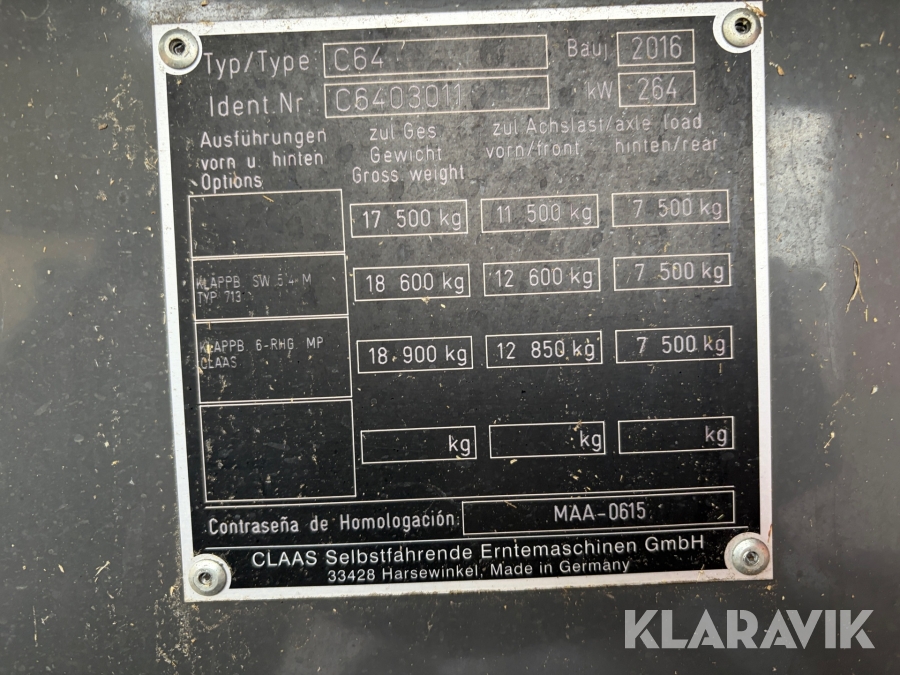 Typ/Type C64 Bauj 2016
Ident.Nr C6403011 kW 264
Ausführungen vorn u. hinten Options
zul Ges Gewicht Gross weight
zul Achslast/axle load
vorn/front hinten/rear
17 500 kg 11 500 kg 7 500 kg
KLAPPB. SW 5.4 M
TYP 713
18 600 kg 12 600 kg 7 500 kg
KLAPPB. 6-RHG. MP
CLAAS
18 900 kg 12 850 kg 7 500 kg
kg kg kg
Contraseña de Homologación: MAA-0615
CLAAS Selbstfahrende Erntemaschinen GmbH
33428 Harsewinkel, Made in Germany
KLARAVIK